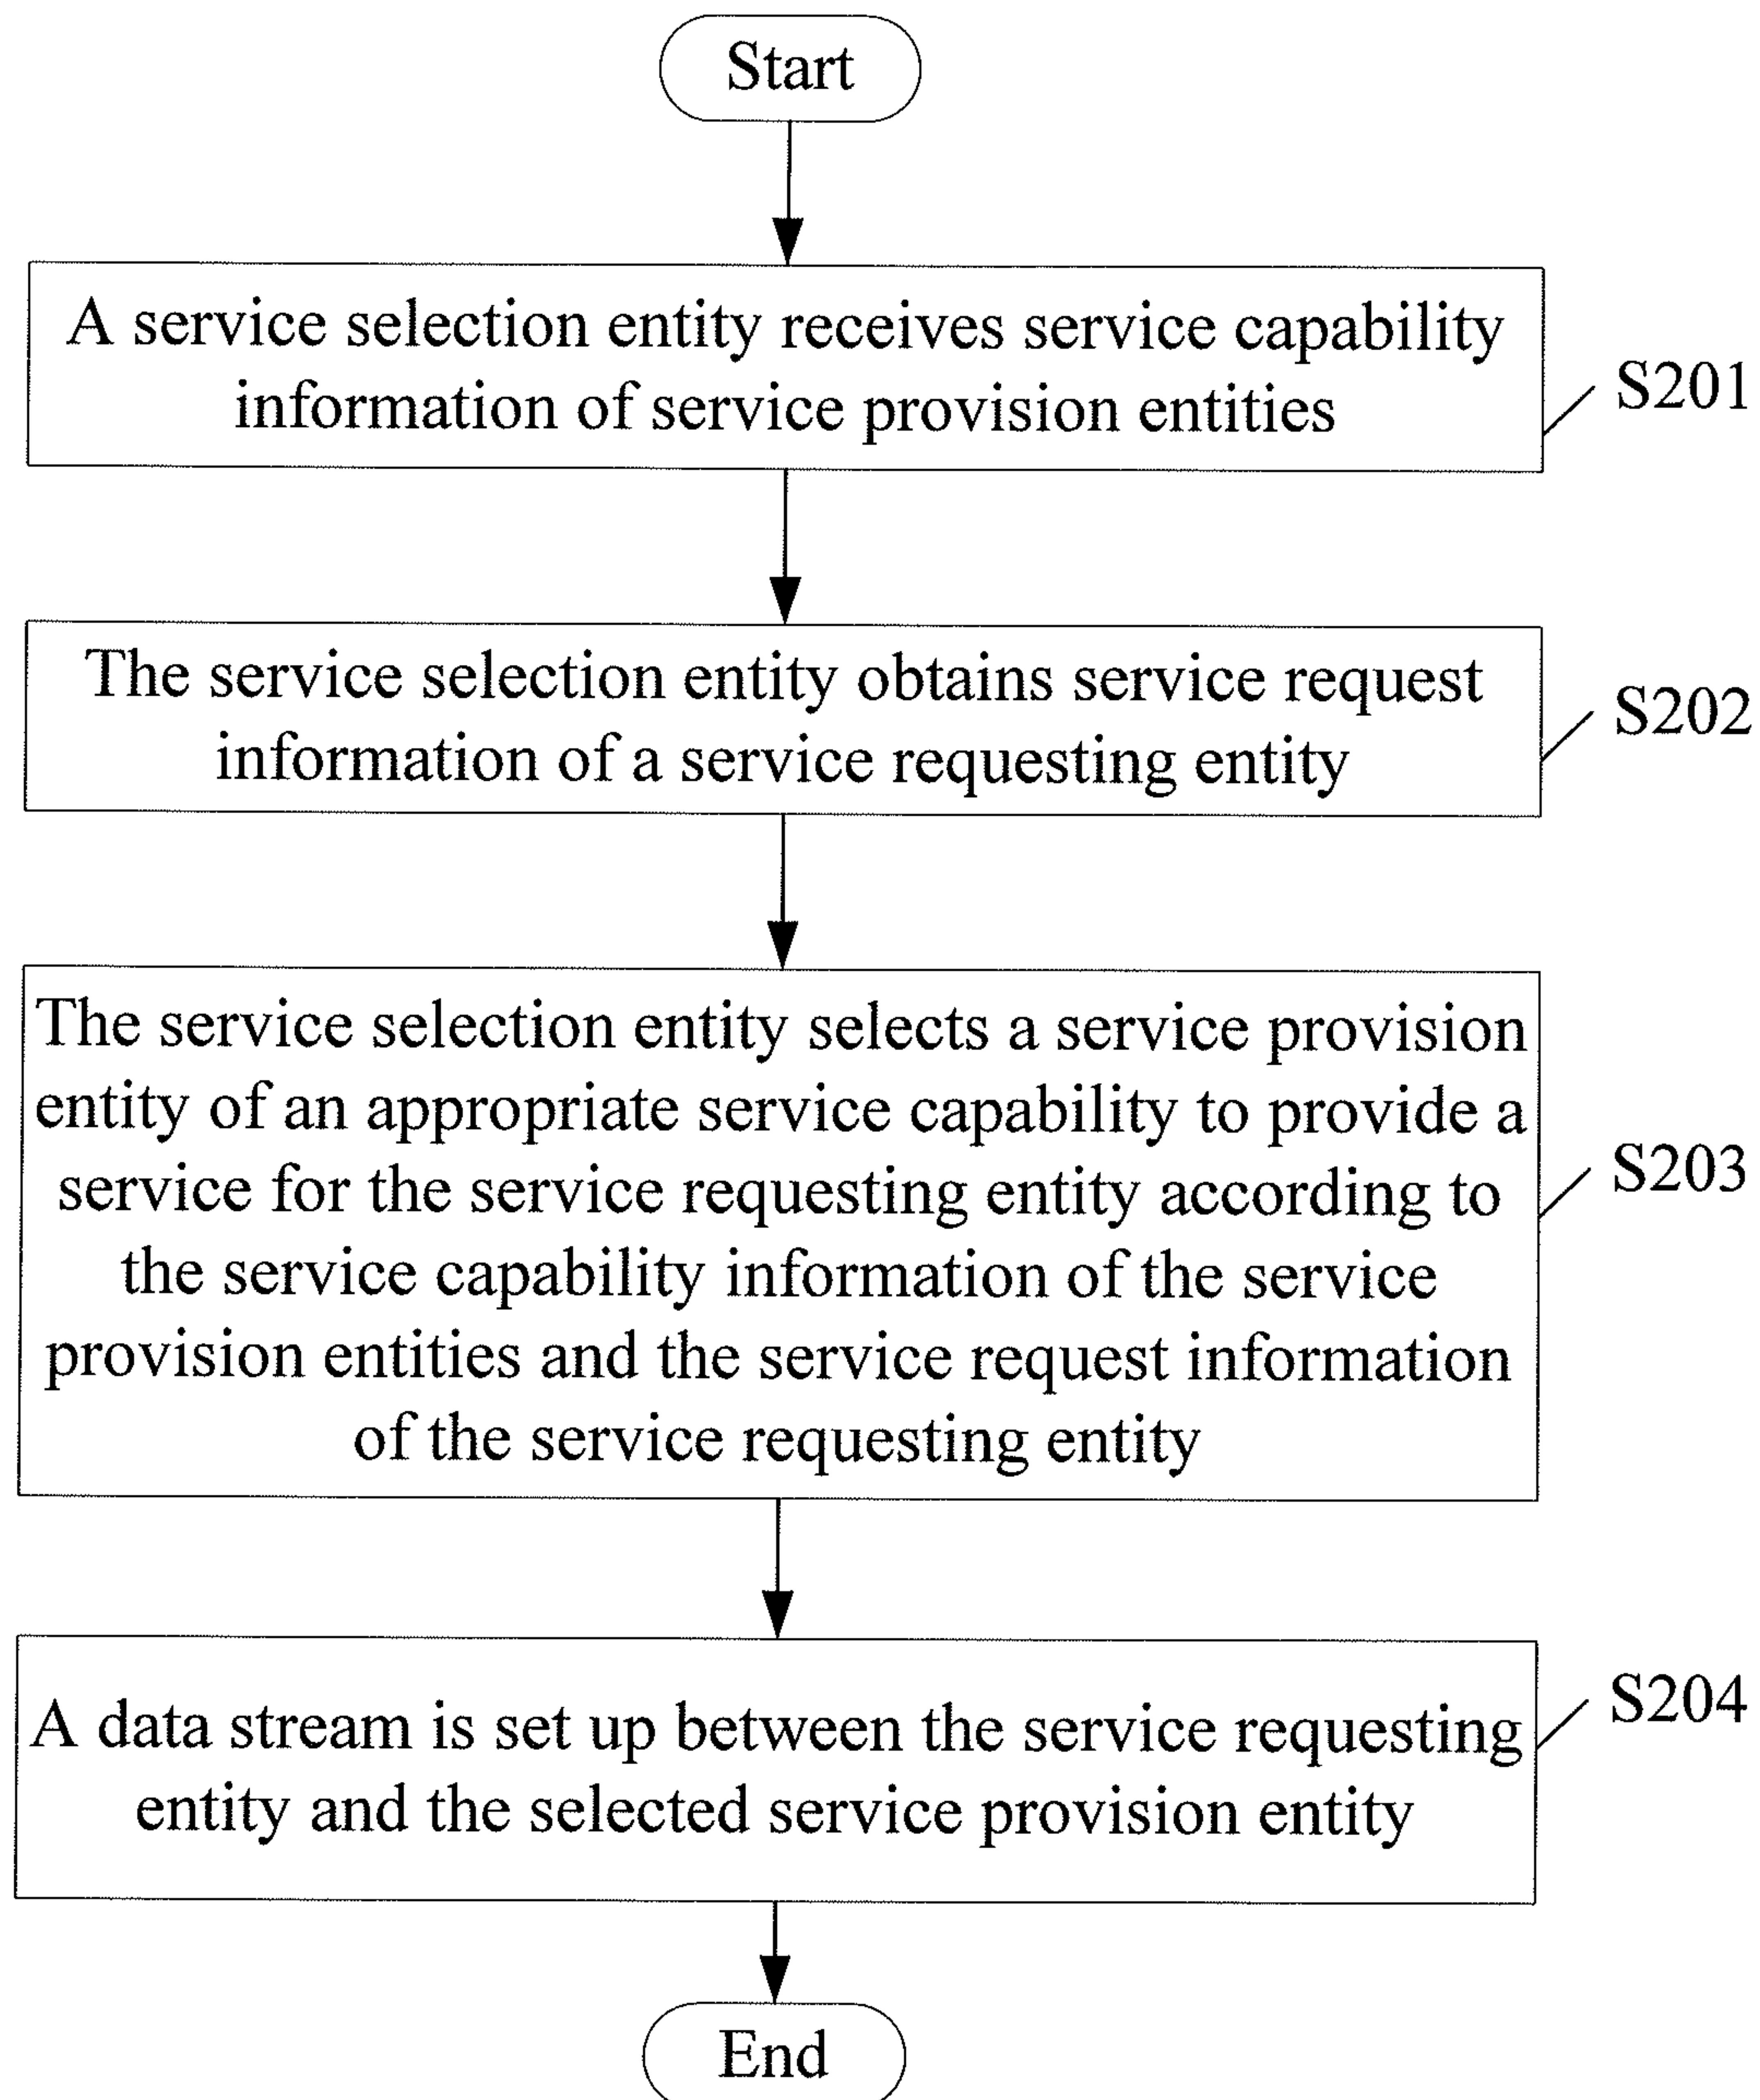 Start
A service selection entity receives service capability
information of service provision entities
S201
The service selection entity obtains service request
information of a service requesting entity
S202
The service selection entity selects a service provision
entity of an appropriate service capability to provide a
service for the service requesting entity according to
the service capability information of the service
provision entities and the service request information
of the service requesting entity
S203
A data stream is set up between the service requesting
entity and the selected service provision entity
S204
End